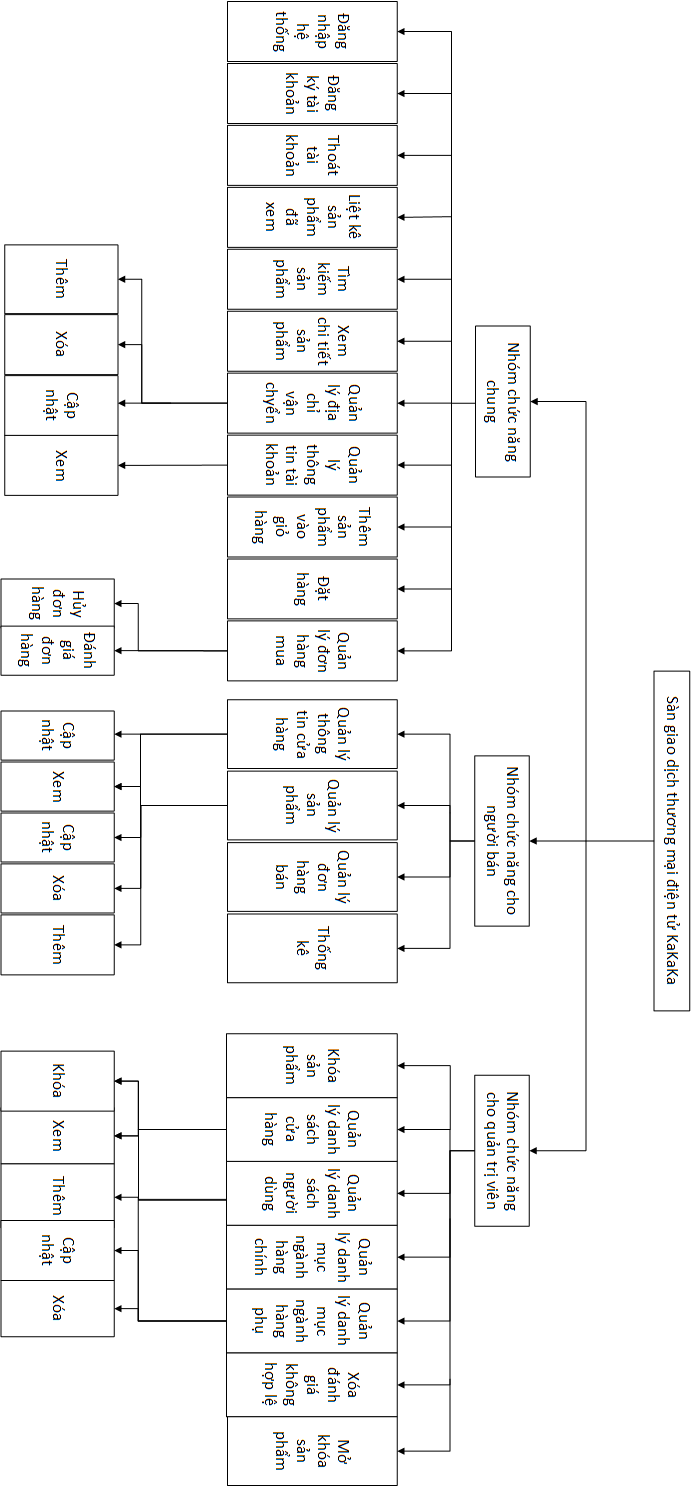 Sàn giao dịch thương mại điện tử KaKaKa
Nhóm chức năng
chung
Nhóm chức năng cho
người bán
Nhóm chức năng
cho quản trị viên
Đăng
nhập
hệ
thống
Đăng
ký tài
khoản
Thoát
tài
khoản
Liệt kê
sản
phẩm
đã
xem
Tìm
kiếm
sản
phẩm
Xem
chi tiết
sản
phẩm
Quản
lý địa
chỉ
vận
chyển
Quản
lý
thông
tin tài
khoản
Thêm
sản
phẩm
vào
giỏ
hàng
Đặt
hàng
Quản
lý đơn
hàng
mua
Quản lý
thông
tin cửa
hàng
Quản lý
sản
phẩm
Quản lý
đơn
hàng
bán
Thống
kê
Khóa
sản
phẩm
Quản
lý danh
sách
cửa
hàng
Quản
lý danh
sách
người
dùng
Quản
lý danh
mục
ngành
hàng
chính
Quản
lý danh
mục
ngành
hàng
phụ
Xóa
đánh
giá
không
hợp lệ
Mở
khóa
sản
phẩm
Thêm
Xóa
Cập
nhật
Xem
Hủy
đơn
hàng
Đánh
giá
đơn
hàng
Cập
nhật
Xem
Cập
nhật
Xóa
Thêm
Khóa
Xem
Thêm
Cập
nhật
Xóa